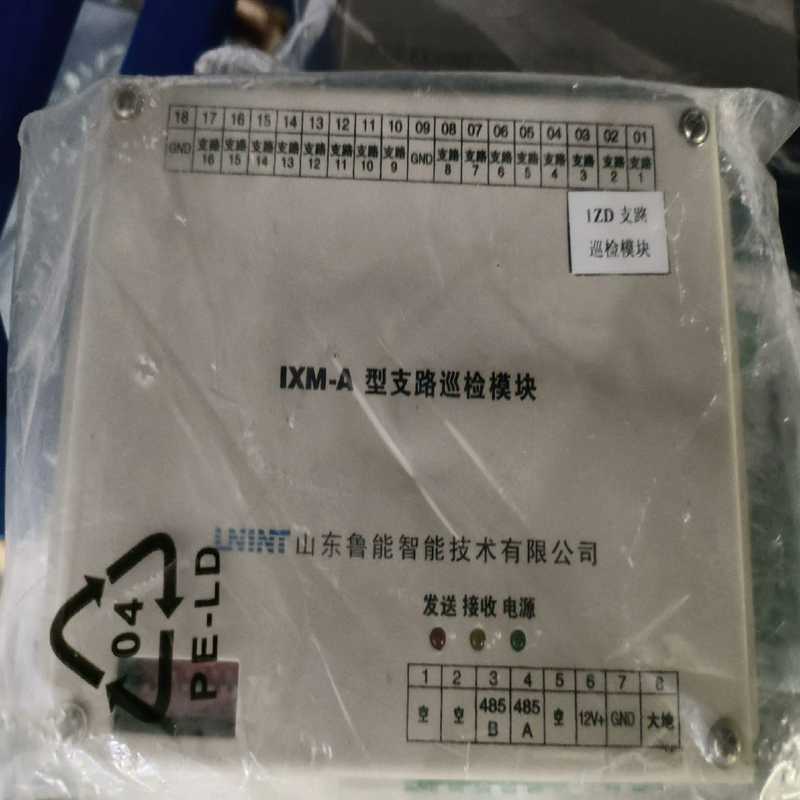 18 17 16 15 14 13 12 11 10 09 08 07 06 05 04 03 02 01
GND 支路16 支路15 支路14 支路13 支路12 支路11 支路10 支路9 GND 支路8 支路7 支路6 支路5 支路4 支路3 支路2 支路1
1ZD 支路
巡检模块
IXM-A 型支路巡检模块
LNINT 山东鲁能智能技术有限公司
发送 接收 电源
1 2 3 4 5 6 7 8
空 空 485B 485A 空 12V+ GND 大地
04
PE-LD